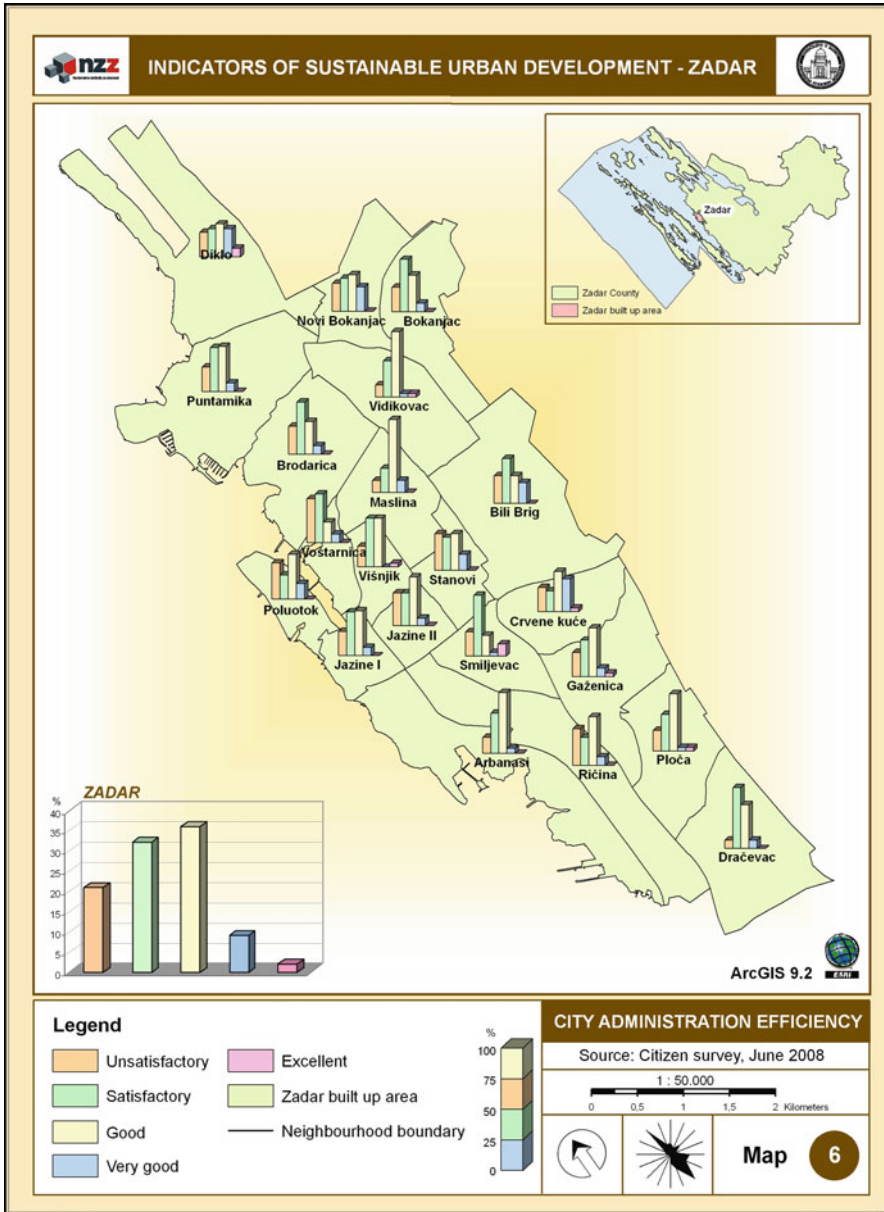 nzz
INDICATORS OF SUSTAINABLE URBAN DEVELOPMENT - ZADAR
Zadar
Zadar County
Zadar built up area
Diklo
Novi Bokanjac
Bokanjac
Puntamika
Vidikovac
Brodarica
Maslina
Bili Brig
Voštarnica
Višnjik
Stanovi
Poluotok
Jazine II
Crvene kuće
Jazine I
Smiljevac
Gaženica
Arbanasi
Ričina
Ploča
Dračevac
ZADAR
%
40
35
30
25
20
15
10
5
0
ArcGIS 9.2
ESRI
Legend
Unsatisfactory
Satisfactory
Good
Very good
Excellent
Zadar built up area
Neighbourhood boundary
%
100
75
50
25
0
CITY ADMINISTRATION EFFICIENCY
Source: Citizen survey, June 2008
1 : 50.000
0 0,5 1 1,5 2 Kilometers
Map 6